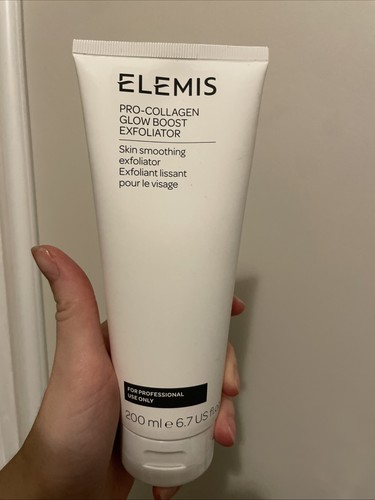 ELEMIS
PRO-COLLAGEN
GLOW BOOST
EXFOLIATOR
Skin smoothing
exfoliator
Exfoliant lissant
pour le visage
FOR PROFESSIONAL
USE ONLY
200 ml e 6.7 US